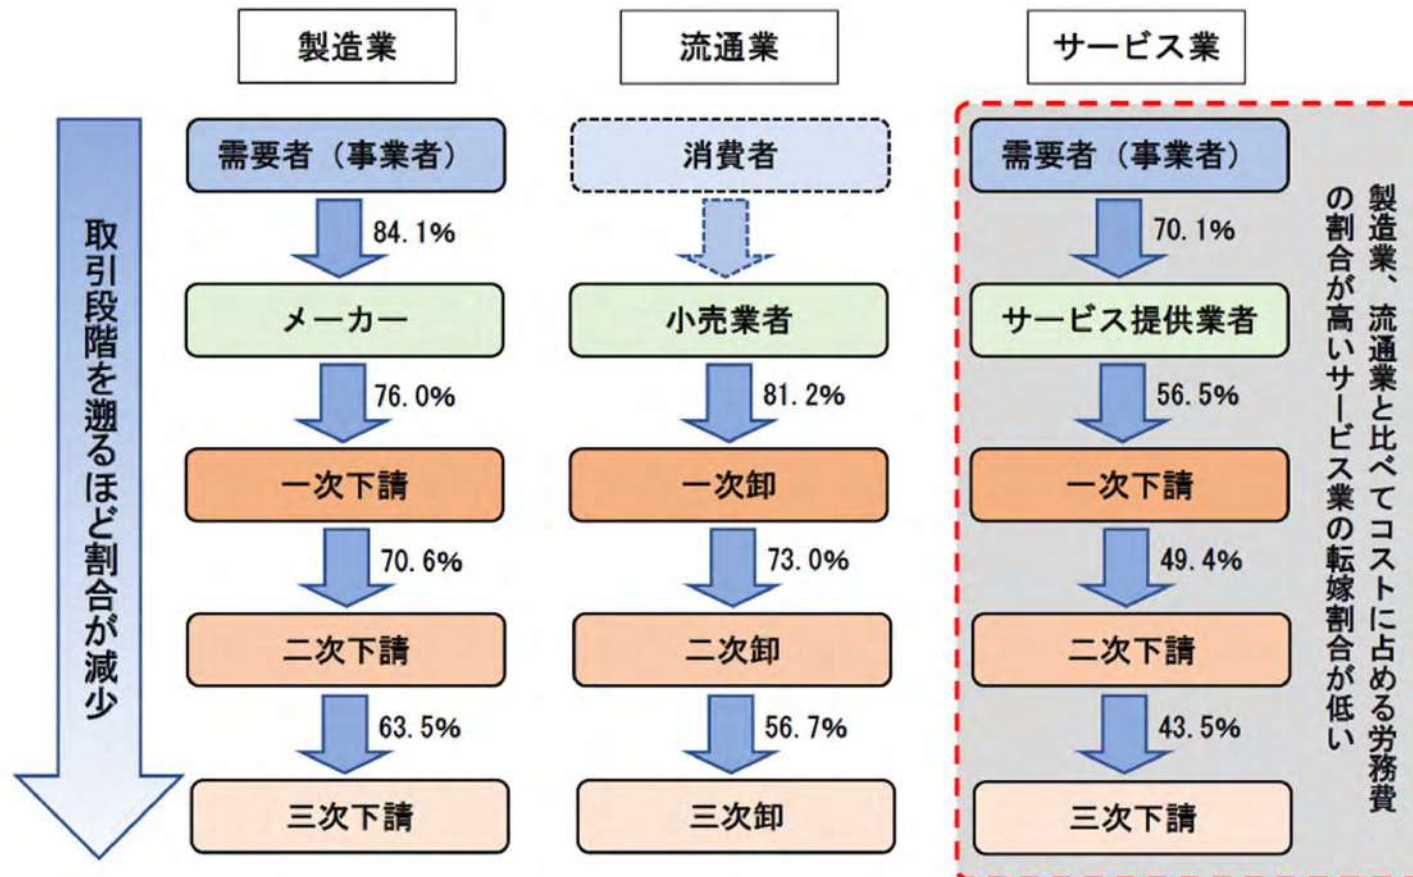 製造業
流通業
サービス業
取引段階を遡るほど割合が減少
需要者（事業者）
84.1%
メーカー
76.0%
一次下請
70.6%
二次下請
63.5%
三次下請
消費者
小売業者
81.2%
一次卸
73.0%
二次卸
56.7%
三次卸
需要者（事業者）
70.1%
サービス提供業者
56.5%
一次下請
49.4%
二次下請
43.5%
三次下請
製造業、流通業と比べてコストに占める労務費
の割合が高いサービス業の転嫁割合が低い